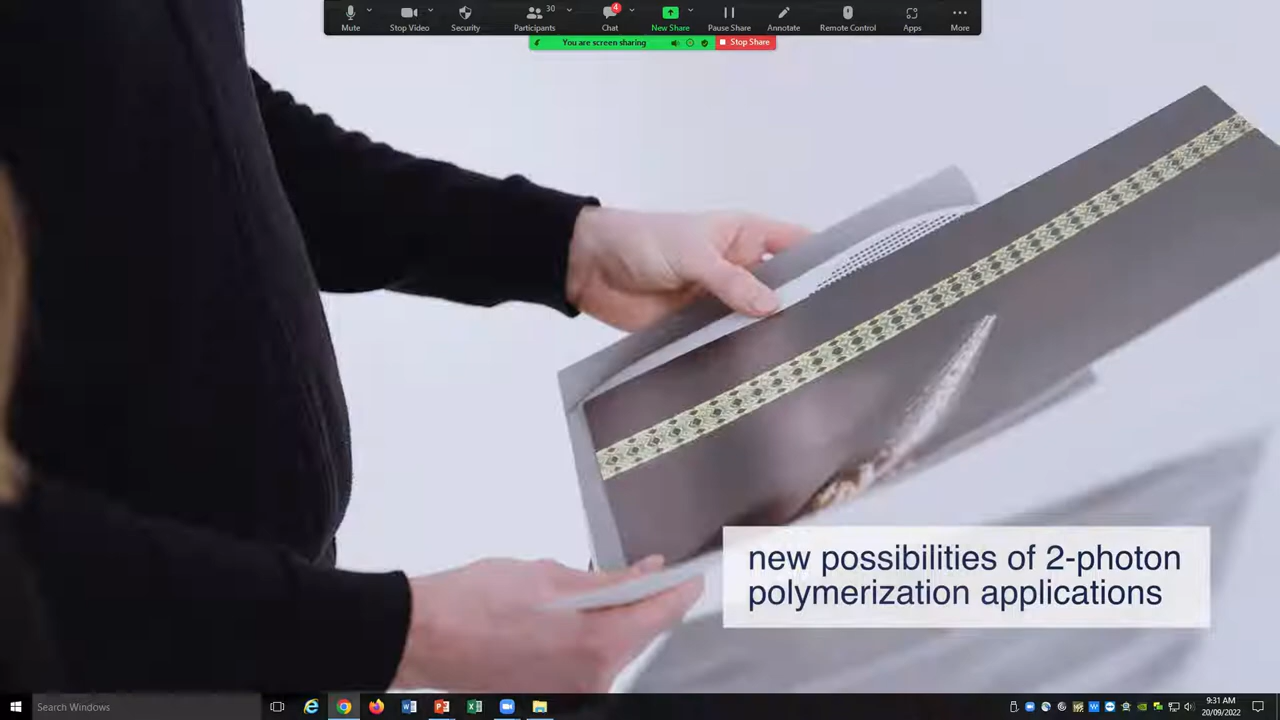 30
4
Mute
Stop Video
Security
Participants
Chat
New Share
Pause Share
Annotate
Remote Control
Apps
More
You are screen sharing
Stop Share
new possibilities of 2-photon
polymerization applications
Search Windows
9:31 AM
20/09/2022